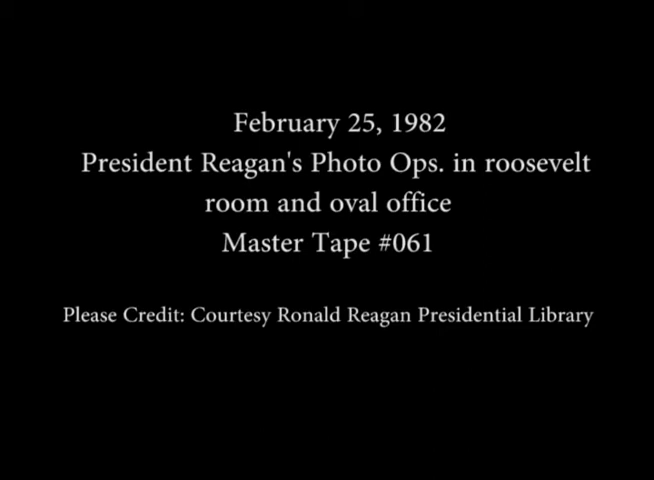 February 25, 1982
President Reagan's Photo Ops. in roosevelt
room and oval office
Master Tape #061
Please Credit: Courtesy Ronald Reagan Presidential Library